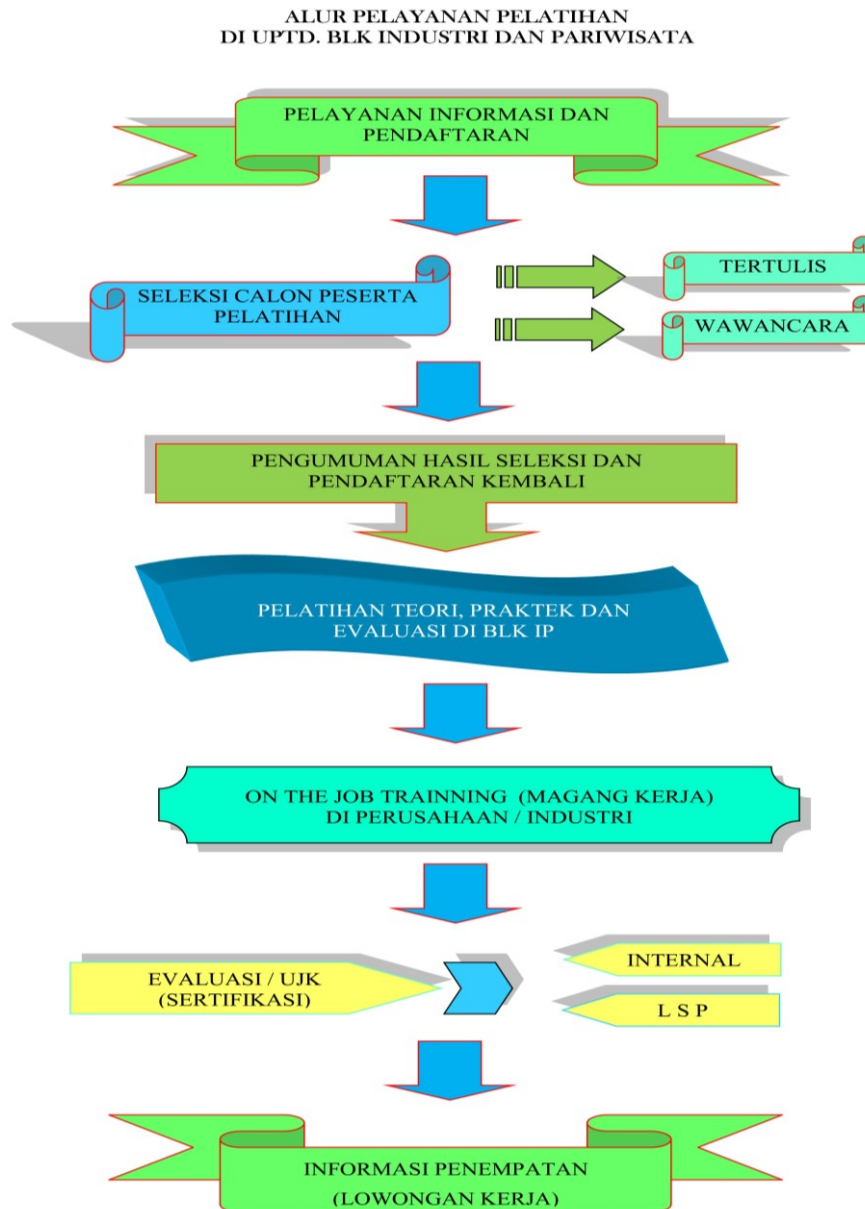 ALUR PELAYANAN PELATIHAN
DI UPTD. BLK INDUSTRI DAN PARIWISATA
PELAYANAN INFORMASI DAN
PENDAFTARAN
SELEKSI CALON PESERTA
PELATIHAN
TERTULIS
WAWANCARA
PENGUMUMAN HASIL SELEKSI DAN
PENDAFTARAN KEMBALI
PELATIHAN TEORI, PRAKTEK DAN
EVALUASI DI BLK IP
ON THE JOB TRAINNING (MAGANG KERJA)
DI PERUSAHAAN / INDUSTRI
EVALUASI / UJK
(SERTIFIKASI)
INTERNAL
L S P
INFORMASI PENEMPATAN
(LOWONGAN KERJA)